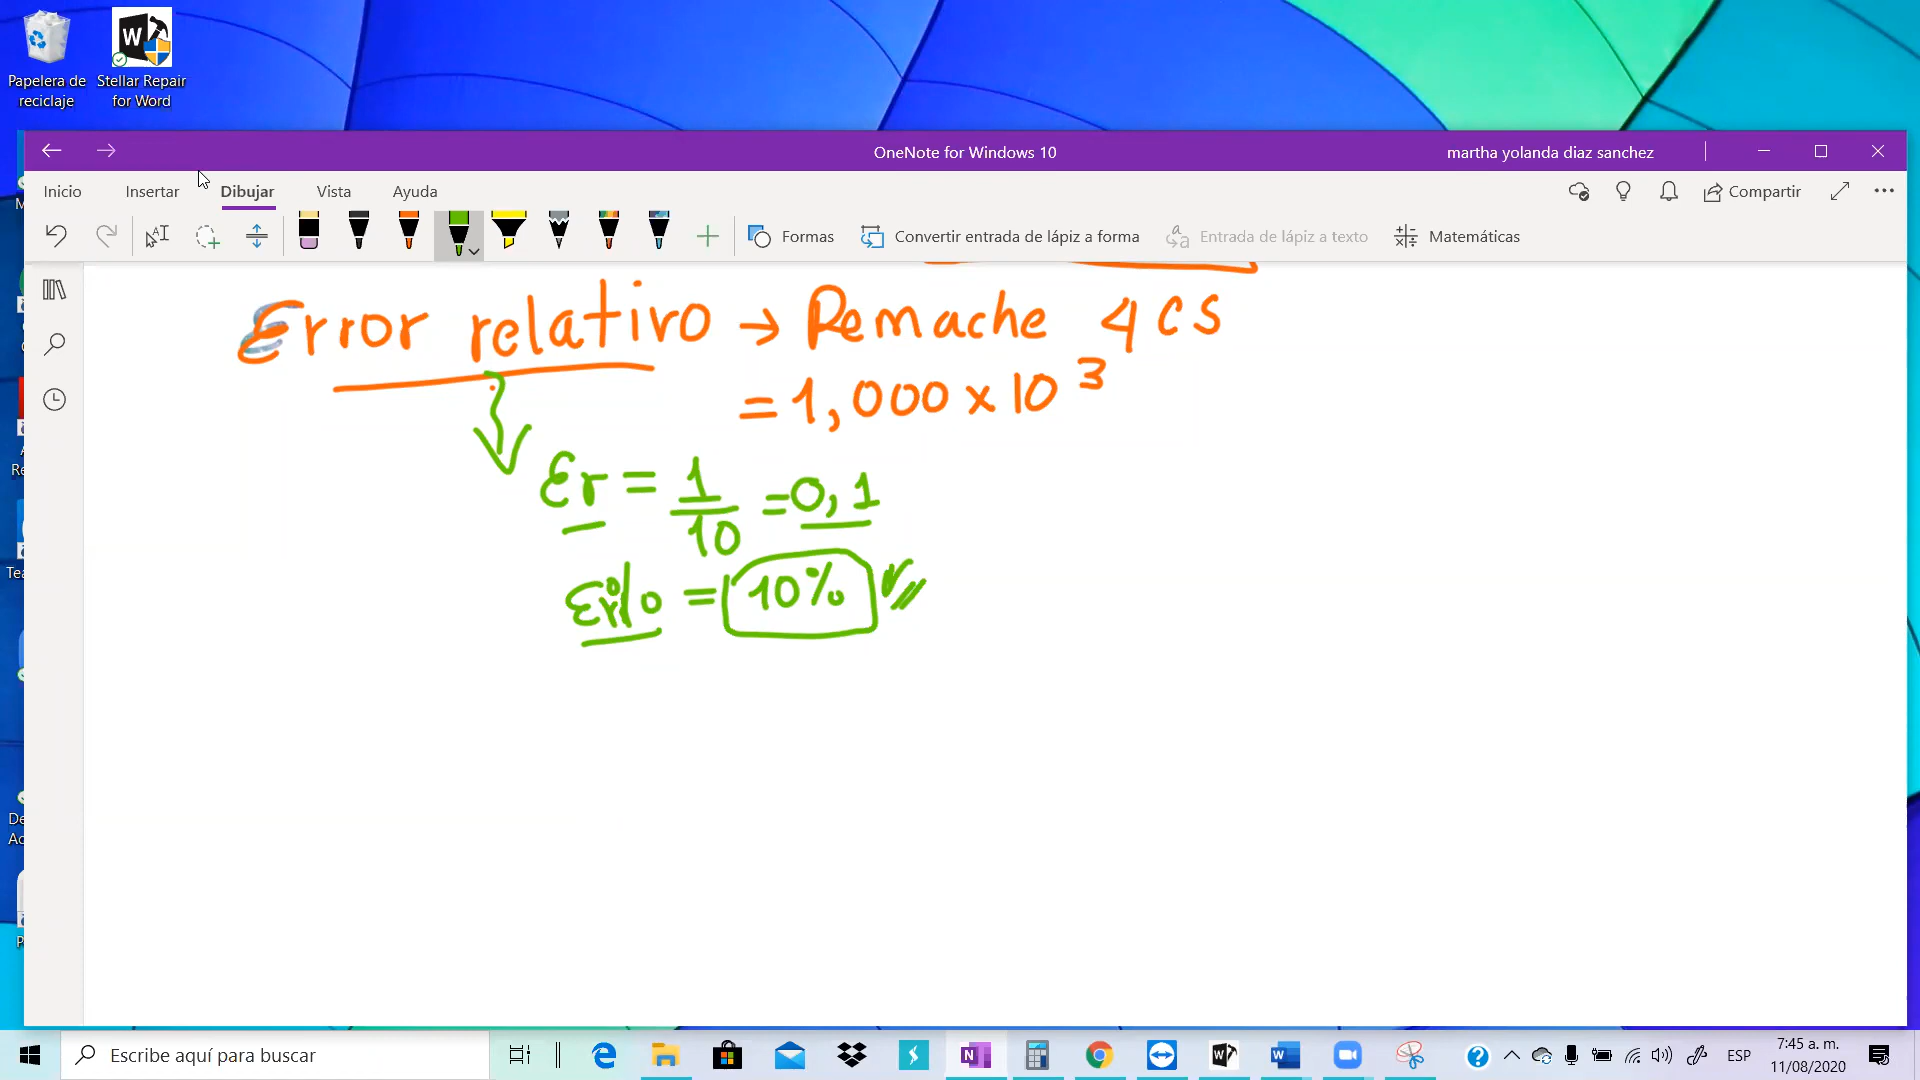 Papelera de reciclaje
Stellar Repair for Word
OneNote for Windows 10
martha yolanda diaz sanchez
Inicio
Insertar
Dibujar
Vista
Ayuda
Compartir
Formas
Convertir entrada de lápiz a forma
Entrada de lápiz a texto
Matemáticas
Error relativo → Remache 4 CS
= 1,000 x 10³
Er = 1/10 = 0,1
Er% = 10%
Escribe aquí para buscar
ESP
7:45 a. m.
11/08/2020